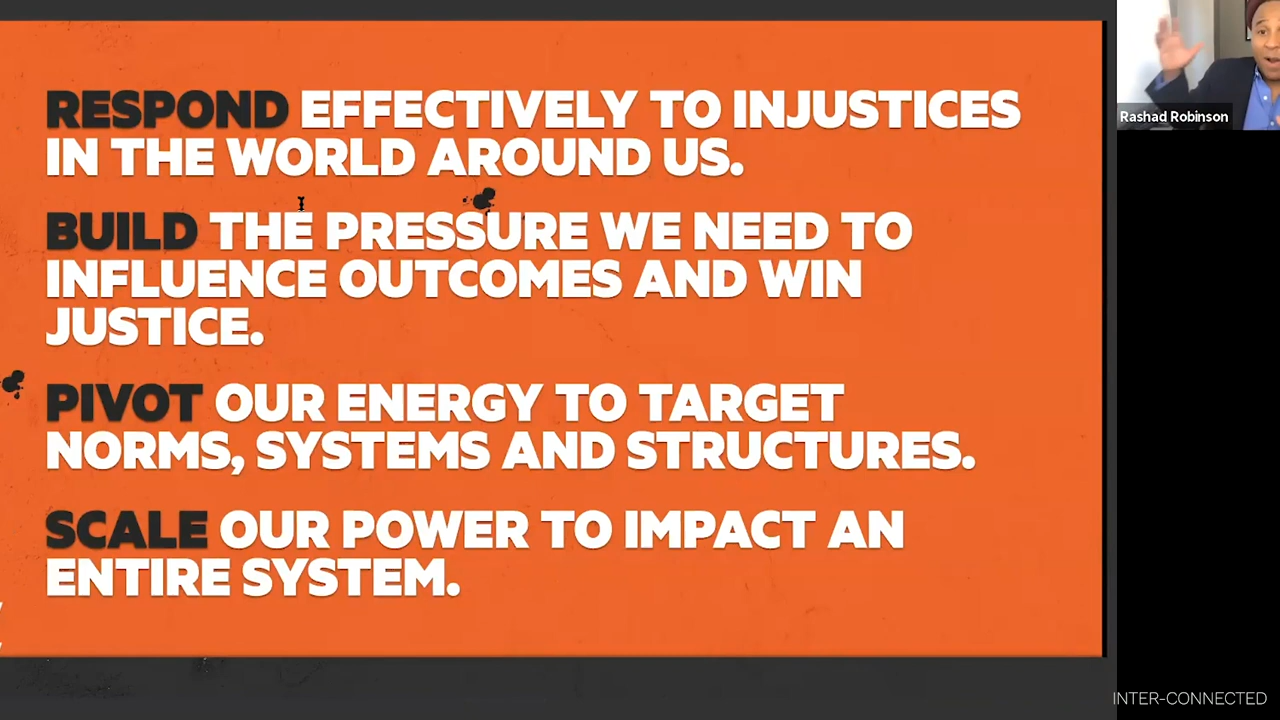 RESPOND EFFECTIVELY TO INJUSTICES
IN THE WORLD AROUND US.
BUILD THE PRESSURE WE NEED TO
INFLUENCE OUTCOMES AND WIN
JUSTICE.
PIVOT OUR ENERGY TO TARGET
NORMS, SYSTEMS AND STRUCTURES.
SCALE OUR POWER TO IMPACT AN
ENTIRE SYSTEM.
Rashad Robinson
INTER-CONNECTED